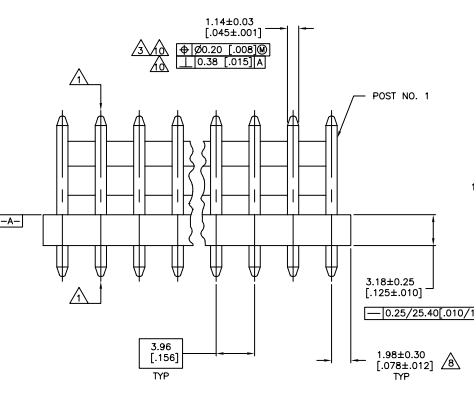 1.14±0.03
[.045±.001]
3 10 ⌖ Ø0.20 [.008Ⓜ
10 ⊥ 0.38 [.015] A
1
POST NO. 1
-A-
3.18±0.25
[.125±.010]
1
— 0.25/25.40[.010/1
3.96
[.156]
TYP
1.98±0.30
[.078±.012] 8
TYP